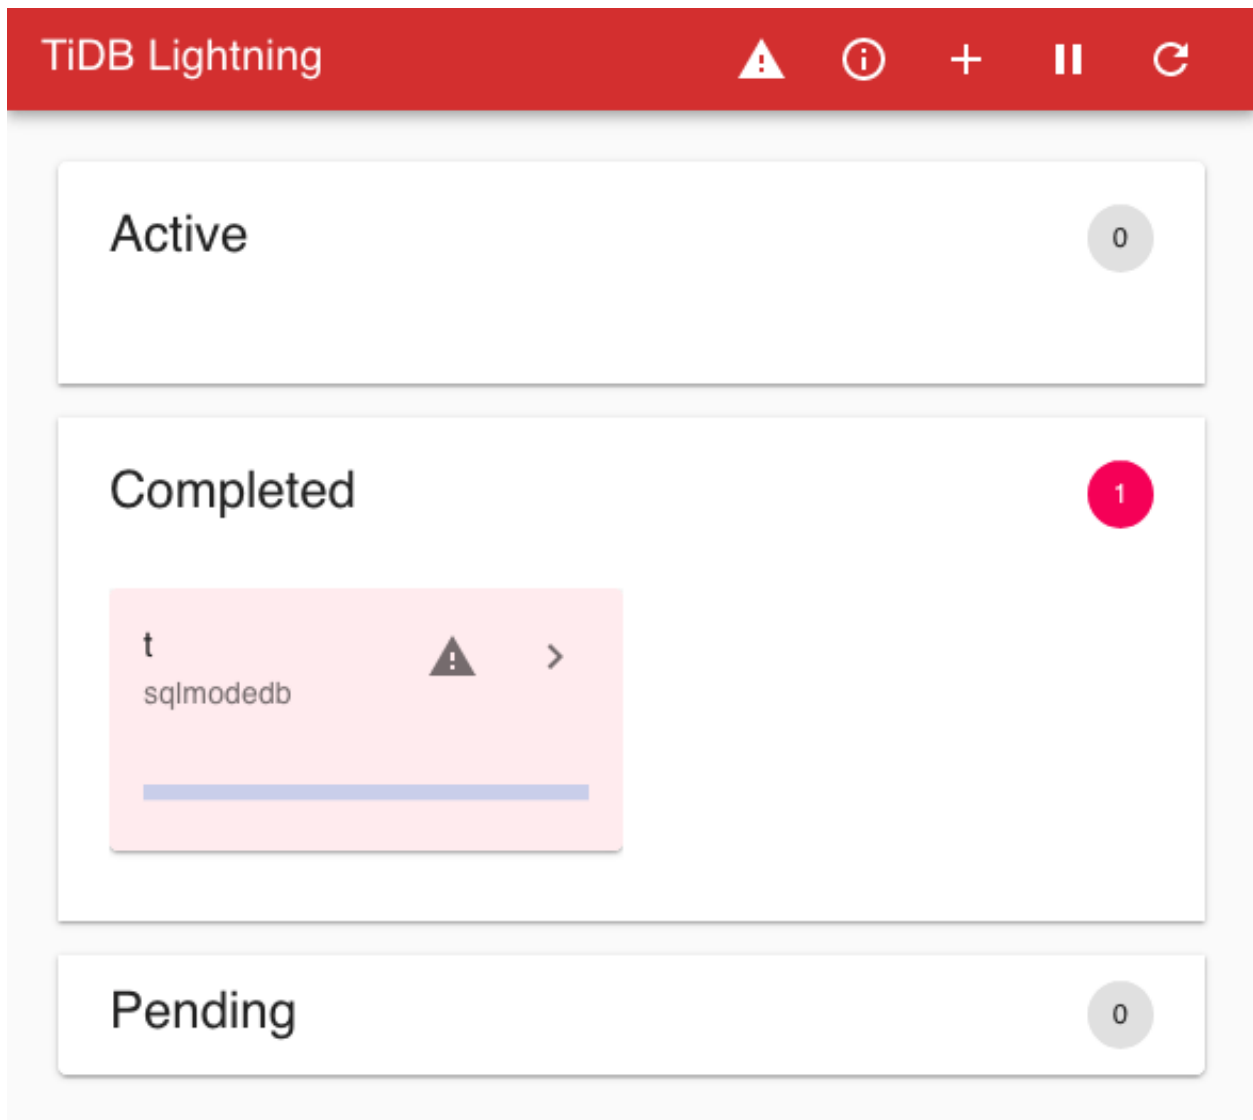 TiDB Lightning
Active
0
Completed
1
t
sqlmodedb
Pending
0